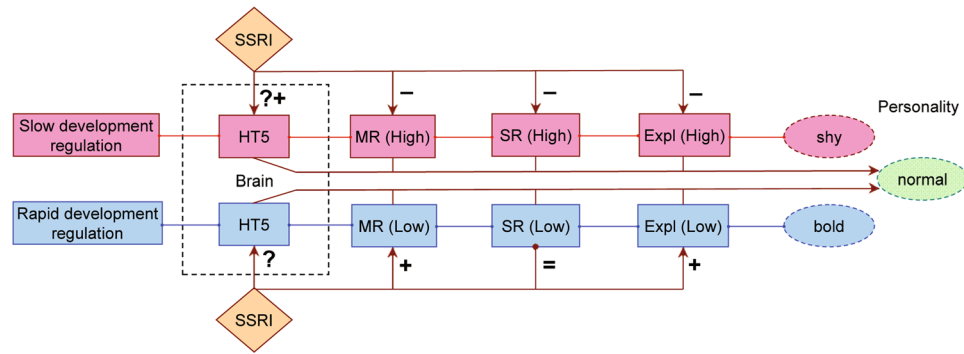 SSRI
?+
−
−
−
Personality
Slow development
regulation
HT5
MR (High)
SR (High)
Expl (High)
shy
Brain
normal
Rapid development
regulation
HT5
MR (Low)
SR (Low)
Expl (Low)
bold
?
+
=
+
SSRI